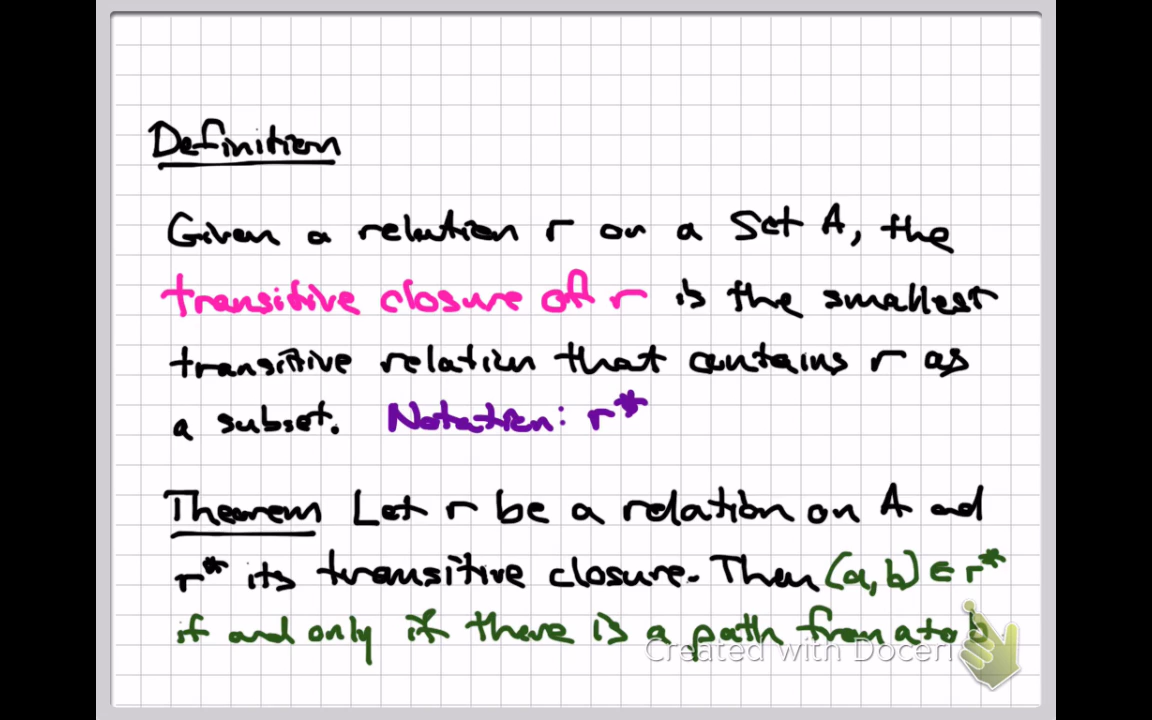 Definition
Given a relation r on a Set A, the
transitive closure of r is the smallest
transitive relation that contains r as
a subset. Notation: r*
Theorem Let r be a relation on A and
r* its transitive closure. Then (a, b) ∈ r*
if and only if there is a path from a to b
Created with Doceri